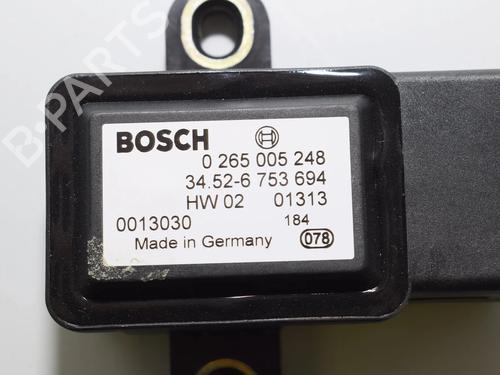 B-PARTS
BOSCH
0 265 005 248
34.52-6 753 694
HW 02 01313
0013030 184
Made in Germany 078